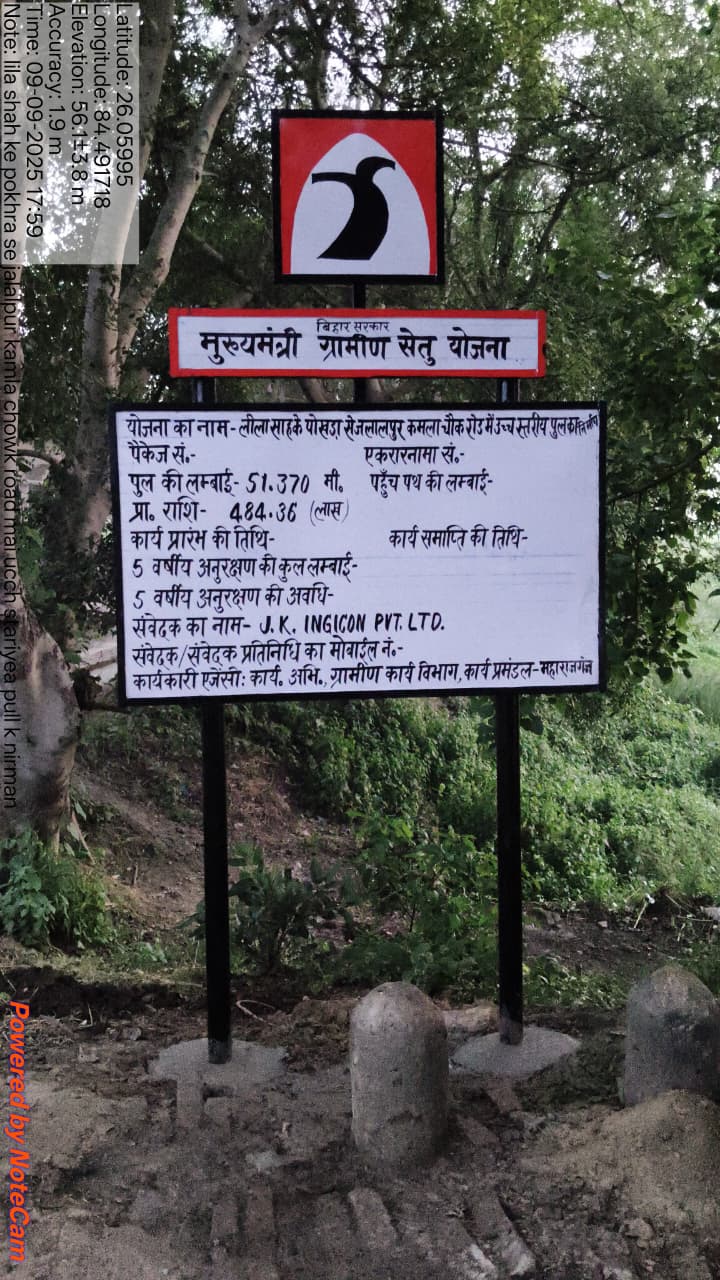 Latitude: 26.05995
Longitude: 84.491718
Elevation: 56.1±3.8 m
Accuracy: 1.9 m
Time: 09-09-2025 17:59
Note: lila shah ke pokhra se jalalpur kamla chowk road ma ucch stariyea pull k nirman
बिहार सरकार
मुख्यमंत्री ग्रामीण सेतु योजना
योजना का नाम- लीला साह के पोखरा से जलालपुर कमला चौक रोड में उच्च स्तरीय पुल का निर्माण
पैकेज सं.- एकरारनामा सं.-
पुल की लम्बाई- 51.370 मी. पहुँच पथ की लम्बाई-
प्रा. राशि- 484.36 (लाख)
कार्य प्रारंभ की तिथि- कार्य समाप्ति की तिथि-
5 वर्षीय अनुरक्षण की कुल लम्बाई-
5 वर्षीय अनुरक्षण की अवधि-
संवेदक का नाम- J.K. INGICON PVT. LTD.
संवेदक/संवेदक प्रतिनिधि का मोबाईल नं.-
कार्यकारी एजेंसी: कार्य. अभि., ग्रामीण कार्य विभाग, कार्य प्रमंडल-महाराजगंज
Powered by NoteCam